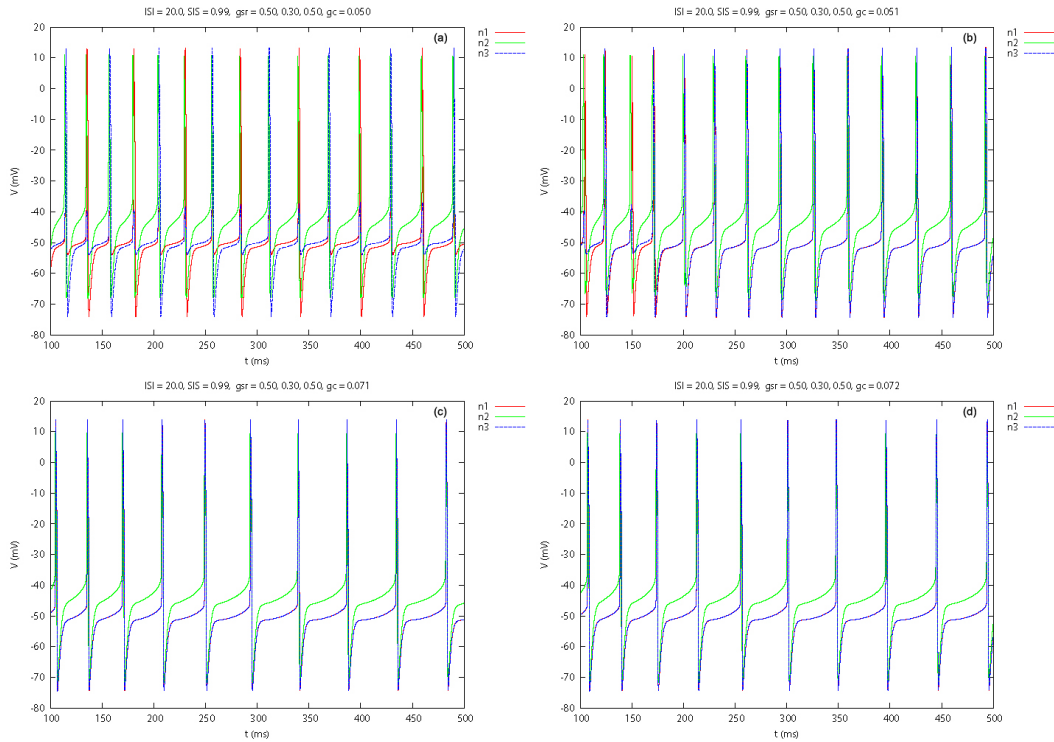 ISI = 20.0, SIS = 0.99, gsr = 0.50, 0.30, 0.50, gc = 0.050
(a)
n1
n2
n3
20
10
0
-10
-20
-30
-40
-50
-60
-70
-80
V (mV)
100 150 200 250 300 350 400 450 500
t (ms)
ISI = 20.0, SIS = 0.99, gsr = 0.50, 0.30, 0.50, gc = 0.051
(b)
n1
n2
n3
20
10
0
-10
-20
-30
-40
-50
-60
-70
-80
V (mV)
100 150 200 250 300 350 400 450 500
t (ms)
ISI = 20.0, SIS = 0.99, gsr = 0.50, 0.30, 0.50, gc = 0.071
(c)
n1
n2
n3
20
10
0
-10
-20
-30
-40
-50
-60
-70
-80
V (mV)
100 150 200 250 300 350 400 450 500
t (ms)
ISI = 20.0, SIS = 0.99, gsr = 0.50, 0.30, 0.50, gc = 0.072
(d)
n1
n2
n3
20
10
0
-10
-20
-30
-40
-50
-60
-70
-80
V (mV)
100 150 200 250 300 350 400 450 500
t (ms)